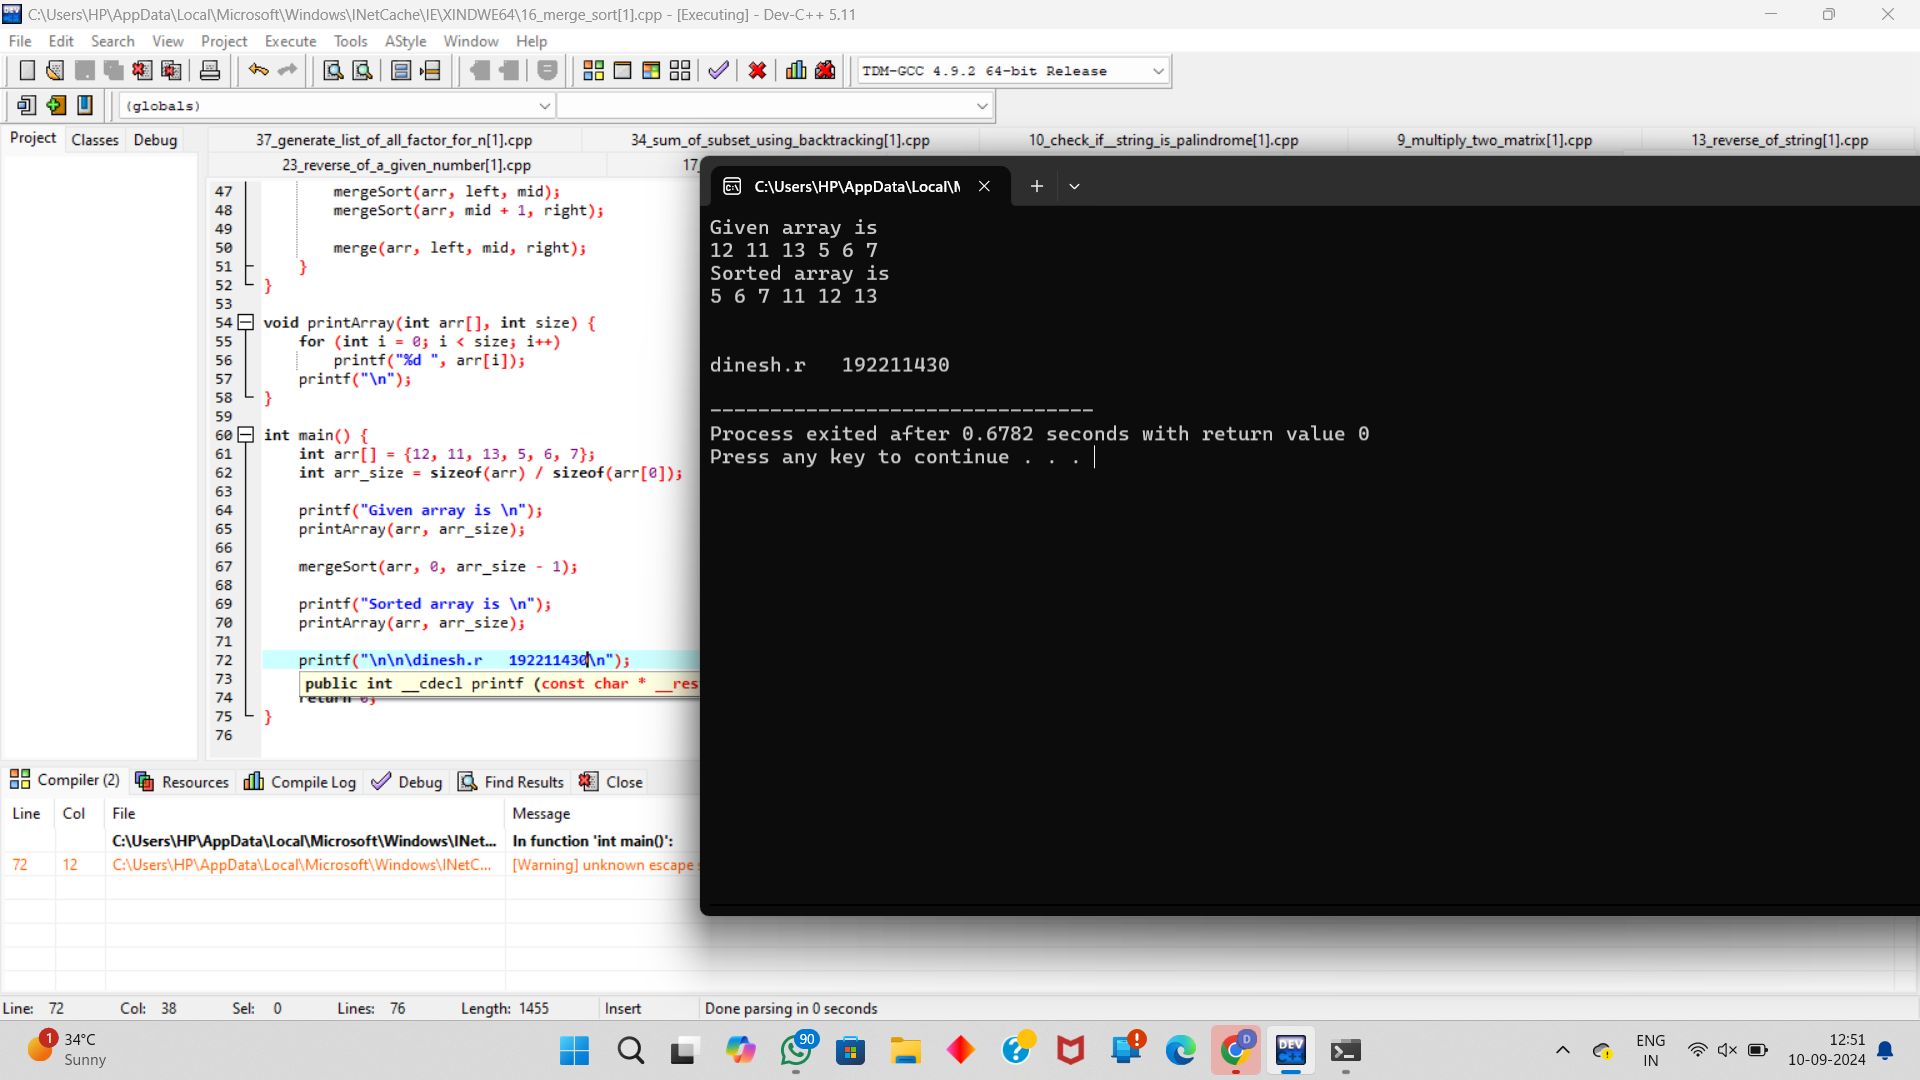 C:\Users\HP\AppData\Local\Microsoft\Windows\INetCache\IE\XINDWE64\16_merge_sort[1].cpp - [Executing] - Dev-C++ 5.11
File Edit Search View Project Execute Tools AStyle Window Help
TDM-GCC 4.9.2 64-bit Release
(globals)
Project Classes Debug
37_generate_list_of_all_factor_for_n[1].cpp 34_sum_of_subset_using_backtracking[1].cpp 10_check_if__string_is_palindrome[1].cpp 9_multiply_two_matrix[1].cpp 13_reverse_of_string[1].cpp
23_reverse_of_a_given_number[1].cpp 17_
47 mergeSort(arr, left, mid);
48 mergeSort(arr, mid + 1, right);
49
50 merge(arr, left, mid, right);
51 }
52 }
53
54 void printArray(int arr[], int size) {
55 for (int i = 0; i < size; i++)
56 printf("%d ", arr[i]);
57 printf("\n");
58 }
59
60 int main() {
61 int arr[] = {12, 11, 13, 5, 6, 7};
62 int arr_size = sizeof(arr) / sizeof(arr[0]);
63
64 printf("Given array is \n");
65 printArray(arr, arr_size);
66
67 mergeSort(arr, 0, arr_size - 1);
68
69 printf("Sorted array is \n");
70 printArray(arr, arr_size);
71
72 printf("\n\n\dinesh.r   192211430\n");
73 public int __cdecl printf (const char * __res
74 return 0;
75 }
76
C:\Users\HP\AppData\Local\M
Given array is
12 11 13 5 6 7
Sorted array is
5 6 7 11 12 13
dinesh.r   192211430
--------------------------------
Process exited after 0.6782 seconds with return value 0
Press any key to continue . . .
Compiler (2) Resources Compile Log Debug Find Results Close
Line Col File Message
C:\Users\HP\AppData\Local\Microsoft\Windows\INet... In function 'int main()':
72 12 C:\Users\HP\AppData\Local\Microsoft\Windows\INetC... [Warning] unknown escape
Line: 72 Col: 38 Sel: 0 Lines: 76 Length: 1455 Insert Done parsing in 0 seconds
1
34°C
Sunny
90
D
DEV
C++
ENG
IN
12:51
10-09-2024